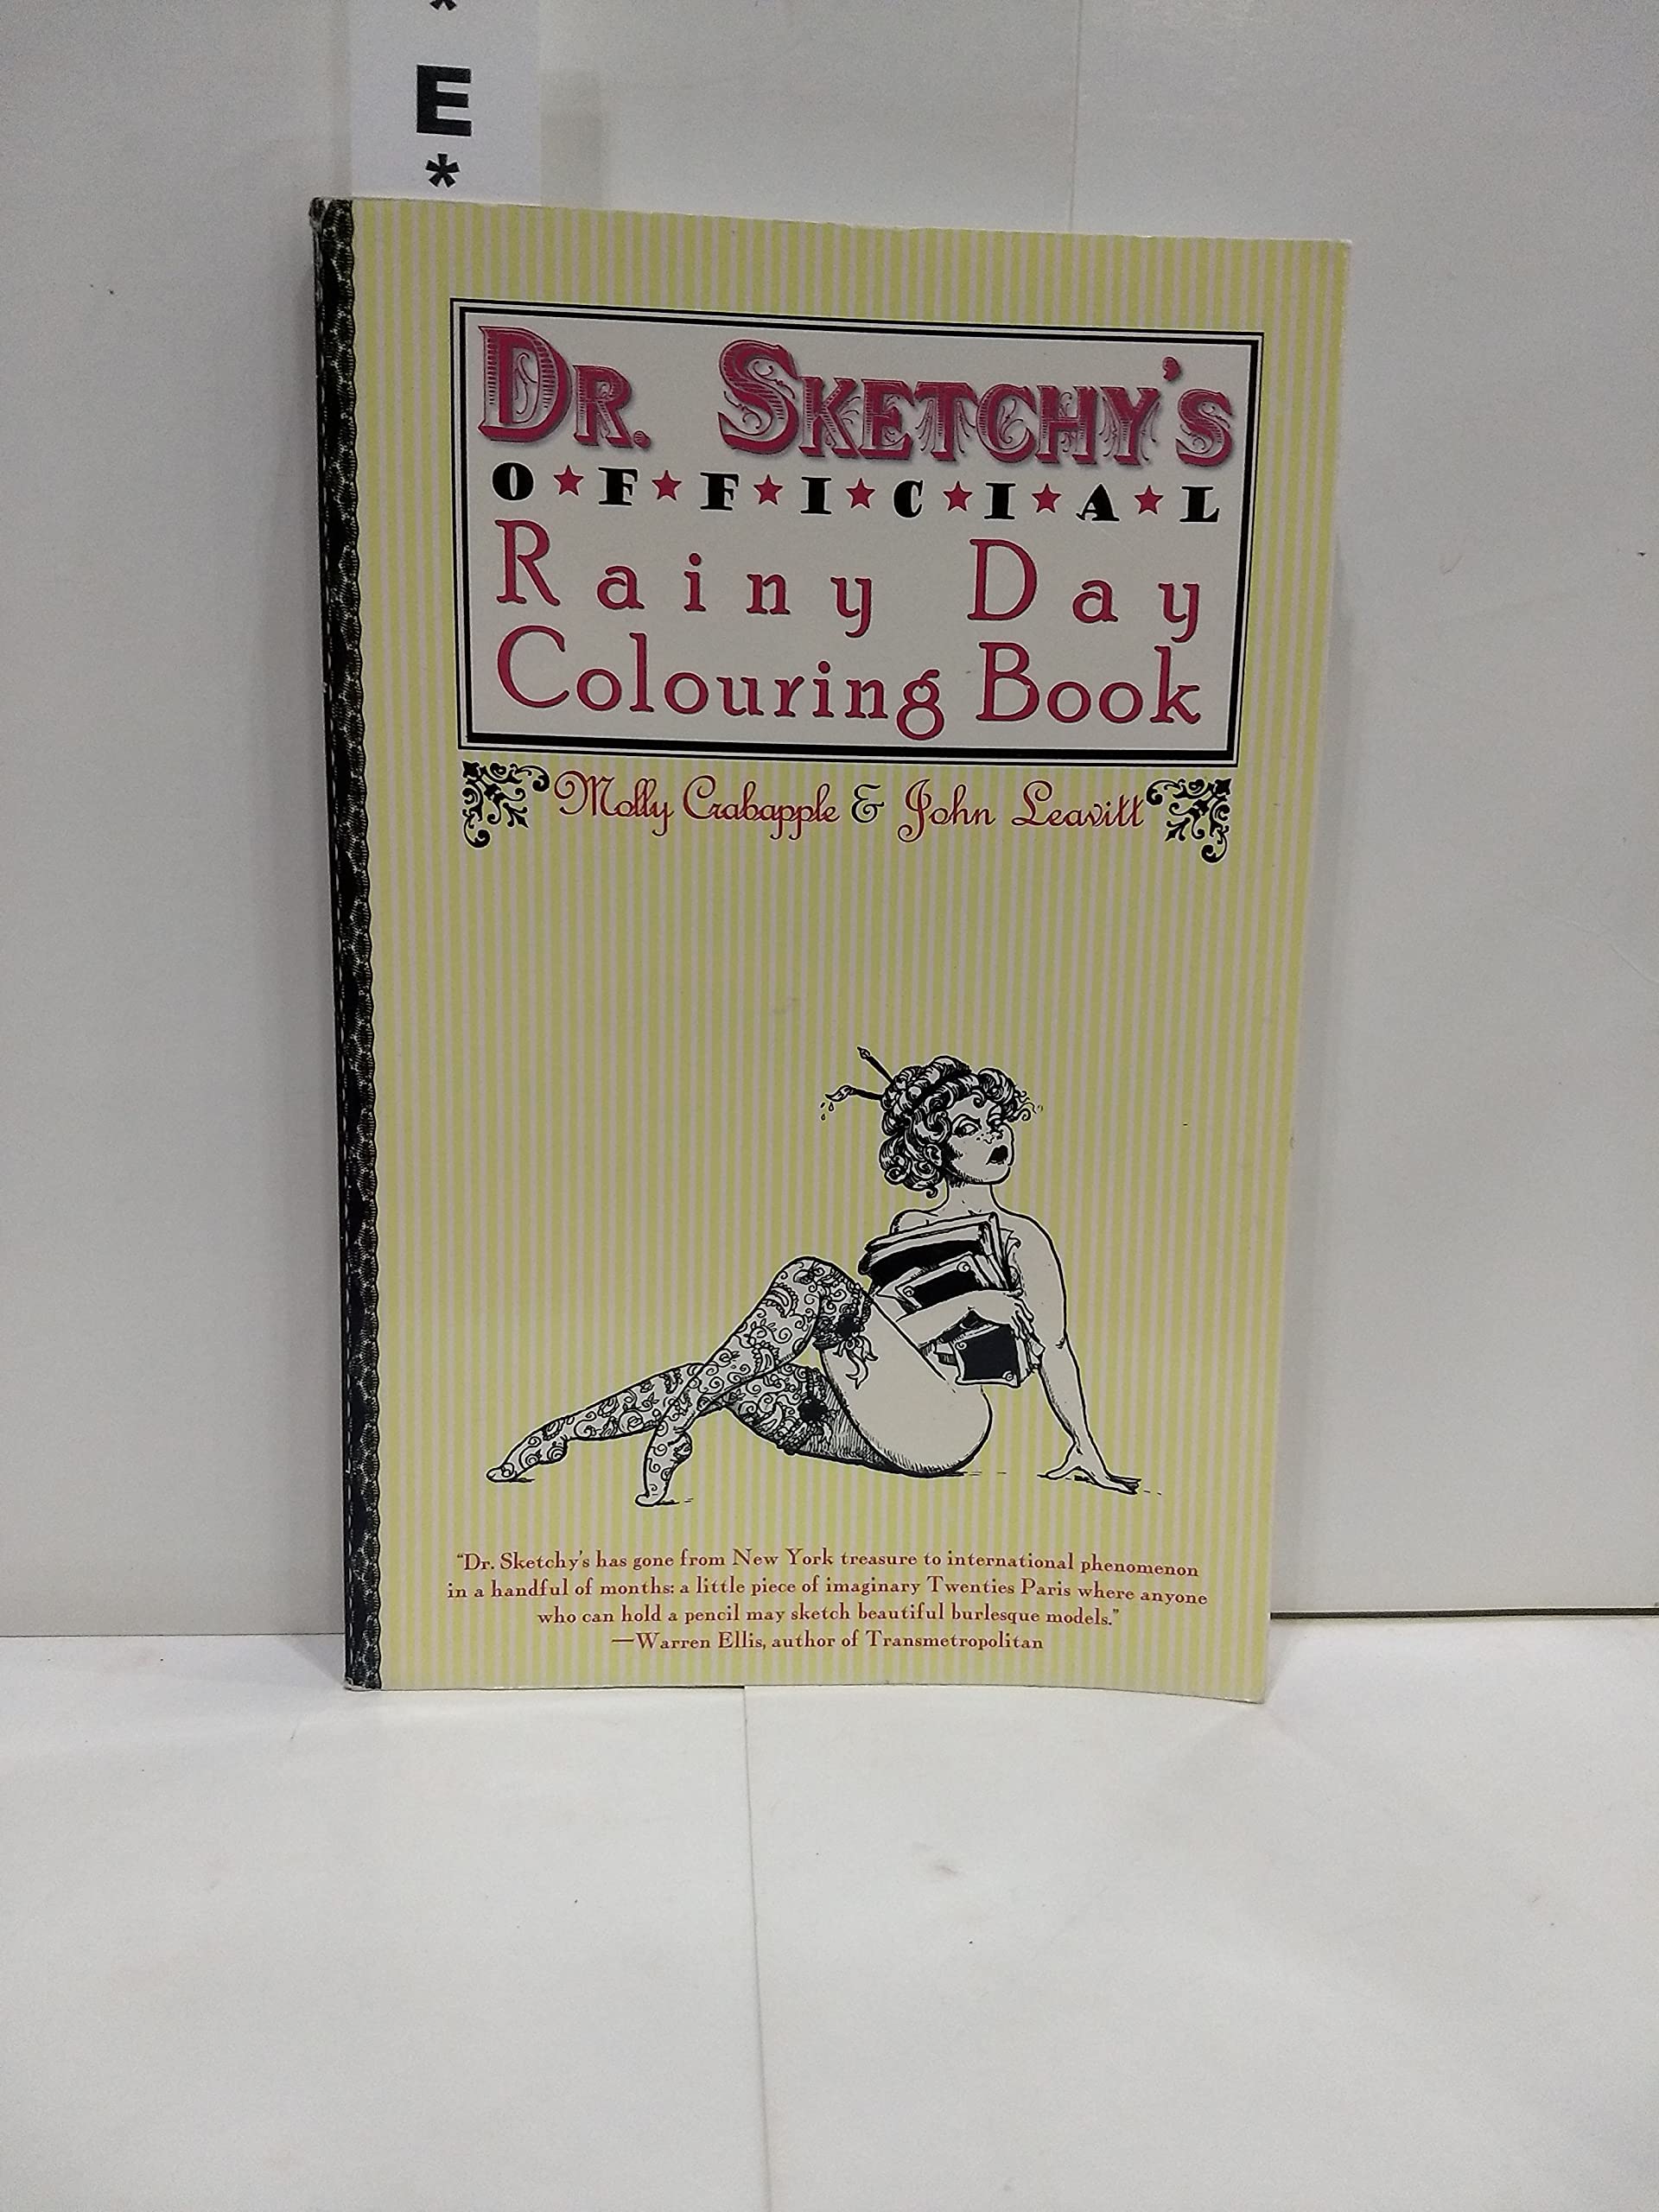 *
E
*
DR. SKETCHY'S
O★F★F★I★C★I★A★L
Rainy Day
Colouring Book
Molly Crabapple & John Leavitt
"Dr. Sketchy's has gone from New York treasure to international phenomenon
in a handful of months: a little piece of imaginary Twenties Paris where anyone
who can hold a pencil may sketch beautiful burlesque models."
—Warren Ellis, author of Transmetropolitan